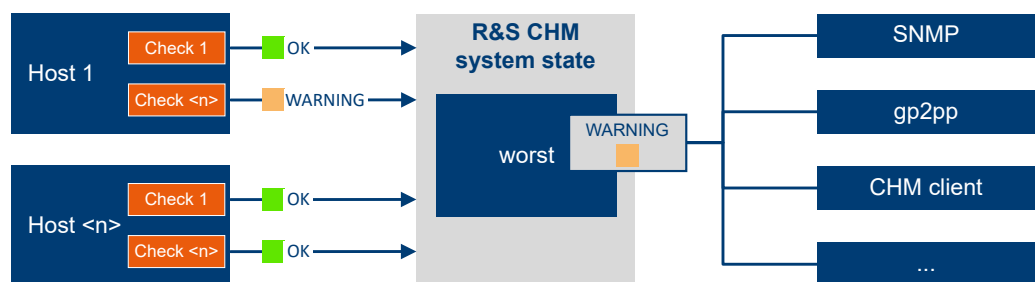 Host 1
Check 1
OK
Check <n>
WARNING
Host <n>
Check 1
OK
Check <n>
OK
R&S CHM
system state
worst
WARNING
SNMP
gp2pp
CHM client
...